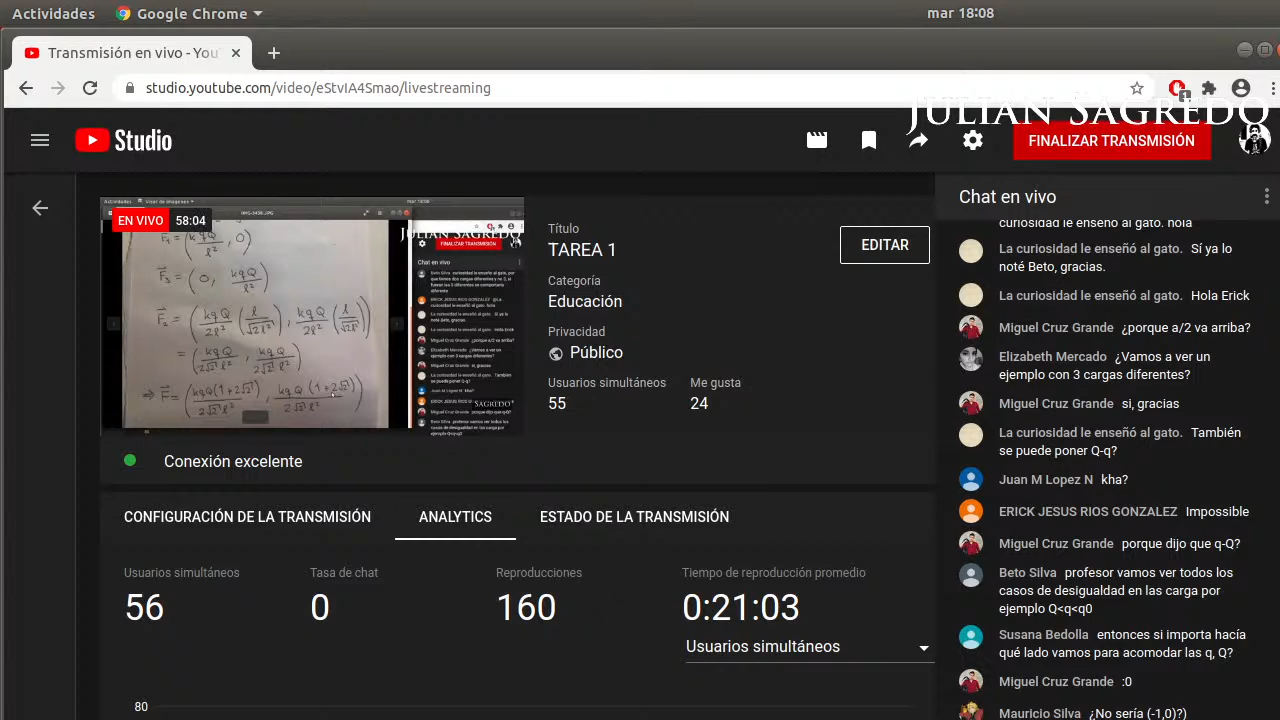 Actividades Google Chrome mar 18:08
Transmisión en vivo - You
studio.youtube.com/video/eStvIA4Smao/livestreaming
1
JULIAN SAGREDO
Studio
FINALIZAR TRANSMISIÓN
EN VIVO 58:04
Título
TAREA 1
EDITAR
Categoría
Educación
Privacidad
Público
Usuarios simultáneos Me gusta
55 24
Conexión excelente
CONFIGURACIÓN DE LA TRANSMISIÓN ANALYTICS ESTADO DE LA TRANSMISIÓN
Usuarios simultáneos Tasa de chat Reproducciones Tiempo de reproducción promedio
56 0 160 0:21:03
Usuarios simultáneos
80
Chat en vivo
curiosidad le enseñó al gato. hola
La curiosidad le enseñó al gato. Sí ya lo
noté Beto, gracias.
La curiosidad le enseñó al gato. Hola Erick
Miguel Cruz Grande ¿porque a/2 va arriba?
Elizabeth Mercado ¿Vamos a ver un
ejemplo con 3 cargas diferentes?
Miguel Cruz Grande si, gracias
La curiosidad le enseñó al gato. También
se puede poner Q-q?
Juan M Lopez N kha?
ERICK JESUS RIOS GONZALEZ Impossible
Miguel Cruz Grande porque dijo que q-Q?
Beto Silva profesor vamos ver todos los
casos de desigualdad en las carga por
ejemplo Q<q<q0
Susana Bedolla entonces si importa hacía
qué lado vamos para acomodar las q, Q?
Miguel Cruz Grande :0
Mauricio Silva ¿No sería (-1,0)?)